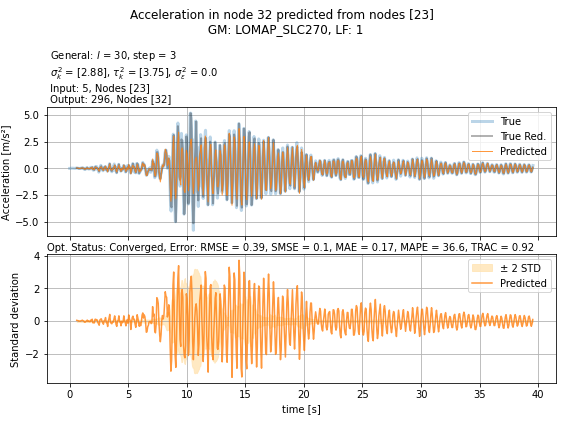 Acceleration in node 32 predicted from nodes [23]
GM: LOMAP_SLC270, LF: 1
General: l = 30, step = 3
σ²ₖ = [2.88], τ²ₖ = [3.75], σ²ε = 0.0
Input: 5, Nodes [23]
Output: 296, Nodes [32]
Acceleration [m/s²]
5.0
2.5
0.0
−2.5
−5.0
True
True Red.
Predicted
Opt. Status: Converged, Error: RMSE = 0.39, SMSE = 0.1, MAE = 0.17, MAPE = 36.6, TRAC = 0.92
Standard deviation
4
2
0
−2
± 2 STD
Predicted
0 5 10 15 20 25 30 35 40
time [s]